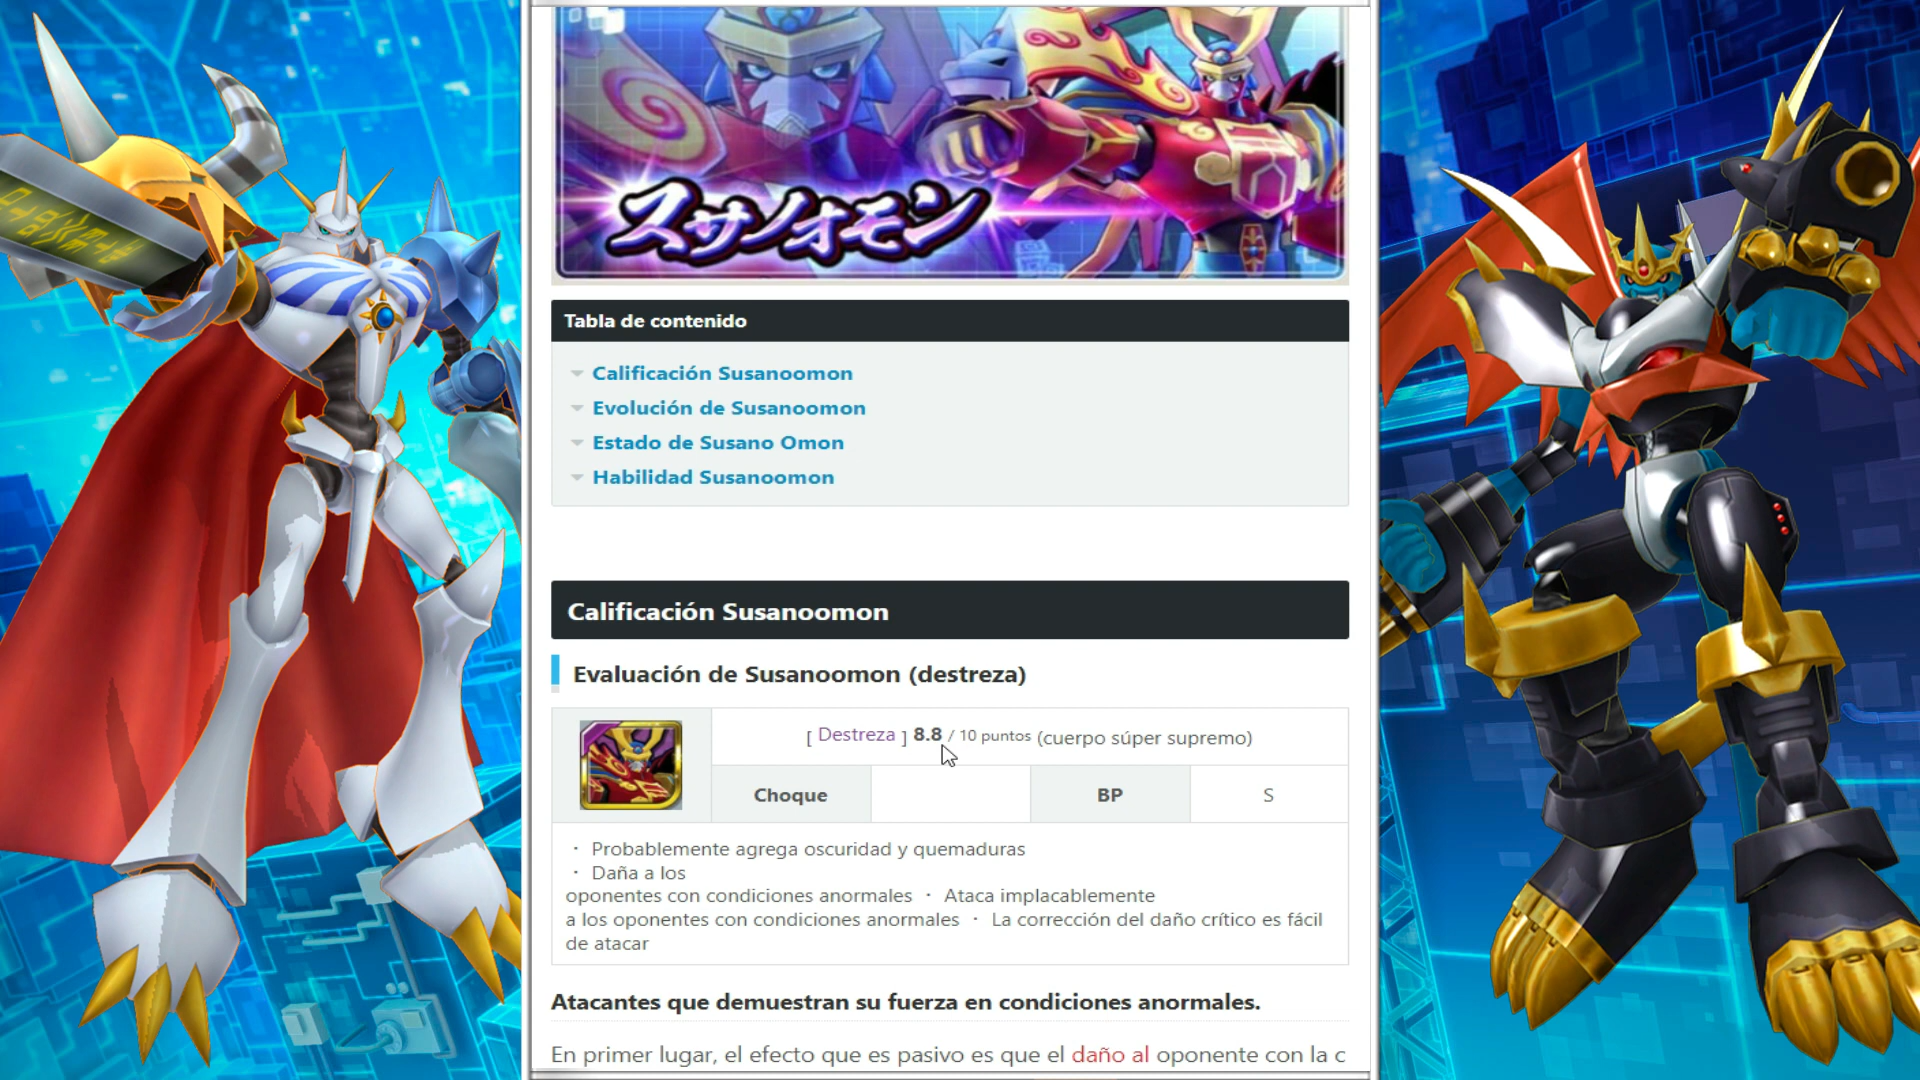 スサノオモン
Tabla de contenido
Calificación Susanoomon
Evolución de Susanoomon
Estado de Susano Omon
Habilidad Susanoomon
Calificación Susanoomon
Evaluación de Susanoomon (destreza)
[ Destreza ] 8.8 / 10 puntos (cuerpo súper supremo)
Choque BP S
・ Probablemente agrega oscuridad y quemaduras
・ Daña a los
oponentes con condiciones anormales ・ Ataca implacablemente
a los oponentes con condiciones anormales ・ La corrección del daño crítico es fácil
de atacar
Atacantes que demuestran su fuerza en condiciones anormales.
En primer lugar, el efecto que es pasivo es que el daño al oponente con la c